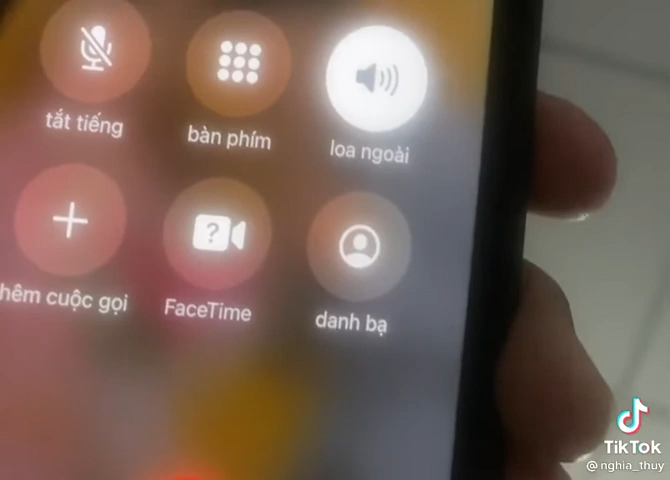 tắt tiếng
bàn phím
loa ngoài
hêm cuộc gọi
FaceTime
danh bạ
TikTok
@nghia_thuy